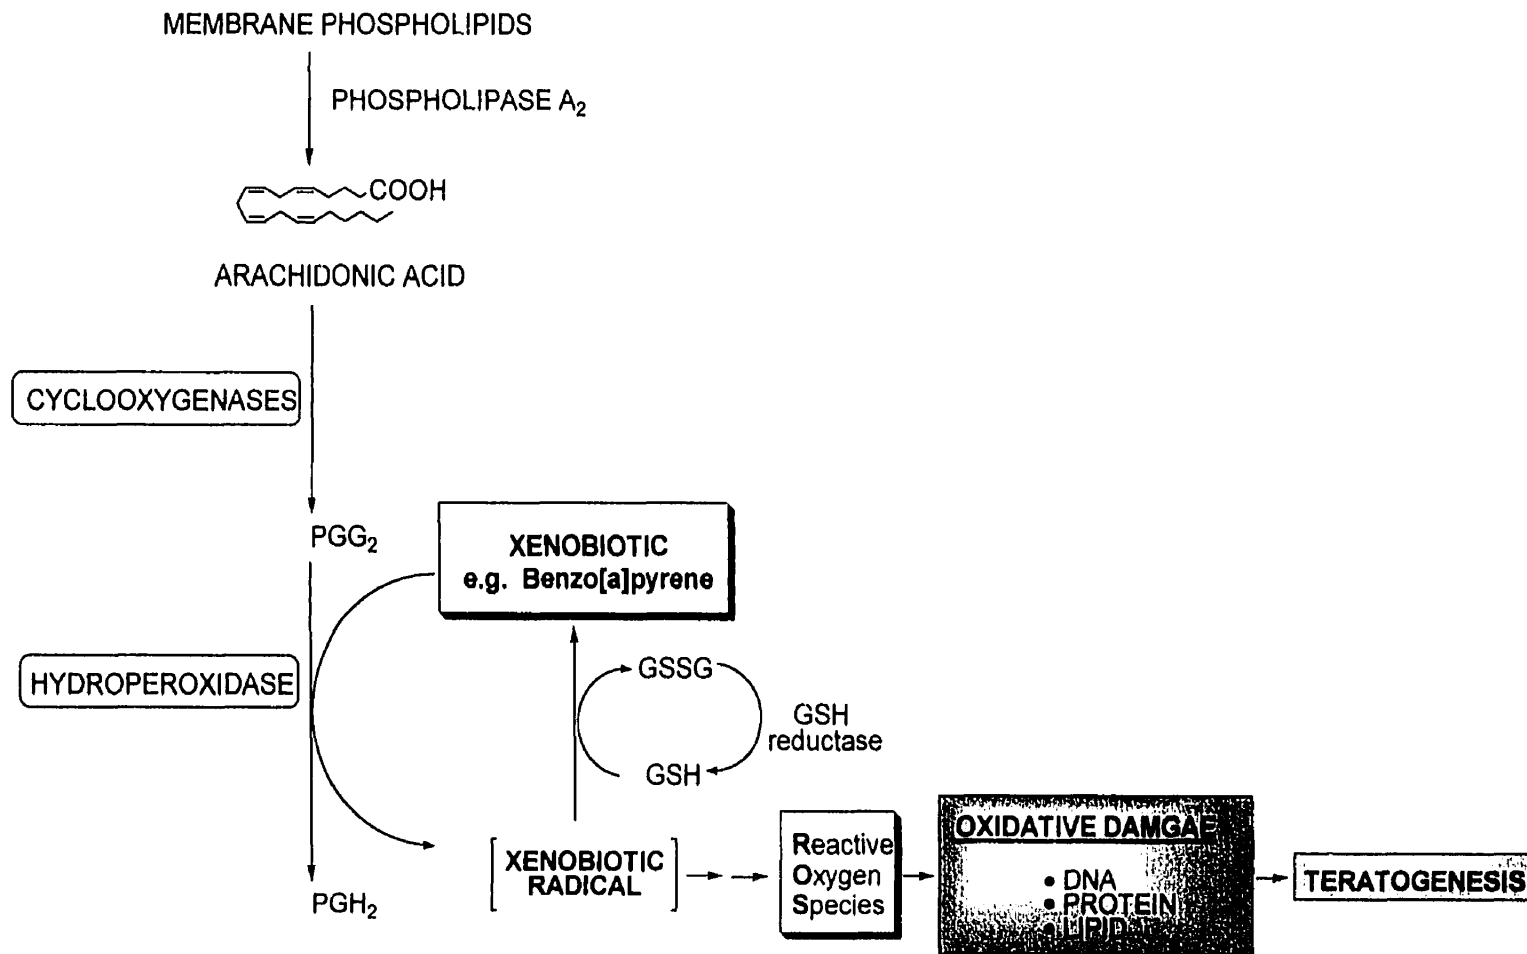 MEMBRANE PHOSPHOLIPIDS
PHOSPHOLIPASE A₂
COOH
ARACHIDONIC ACID
CYCLOOXYGENASES
PGG₂
XENOBIOTIC
e.g. Benzo[a]pyrene
HYDROPEROXIDASE
GSSG
GSH
reductase
GSH
[XENOBIOTIC
RADICAL]
PGH₂
Reactive
Oxygen
Species
OXIDATIVE DAMGAE
• DNA
• PROTEIN
• LIPID
TERATOGENESIS